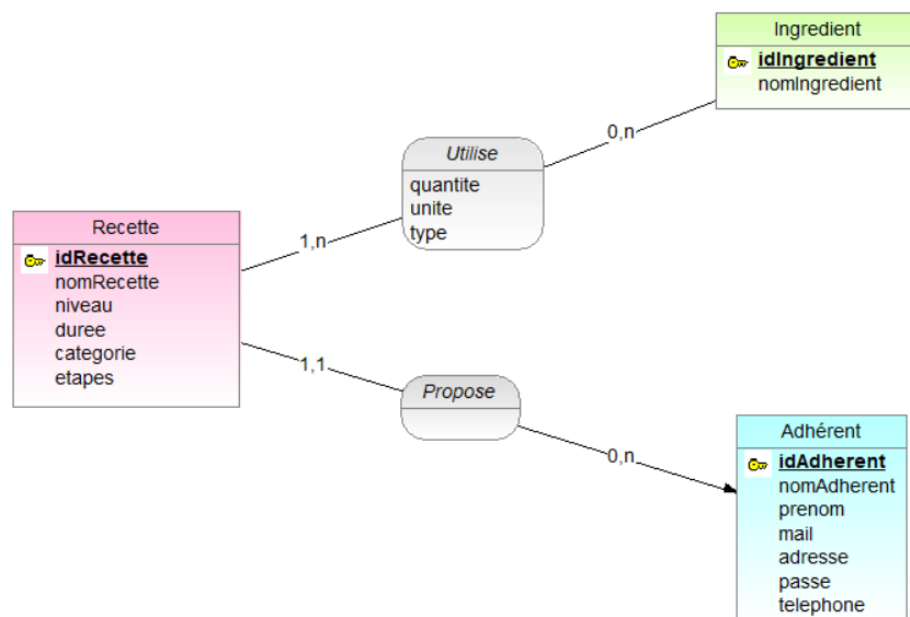 Ingredient
idIngredient
nomIngredient
0,n
Utilise
quantite
unite
type
1,n
Recette
idRecette
nomRecette
niveau
duree
categorie
etapes
1,1
Propose
0,n
Adhérent
idAdherent
nomAdherent
prenom
mail
adresse
passe
telephone